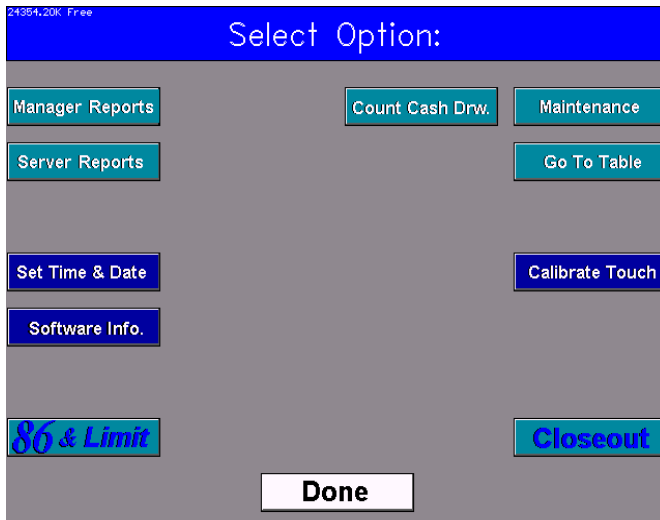 24354.20K Free
Select Option:
Manager Reports
Count Cash Drw.
Maintenance
Server Reports
Go To Table
Set Time & Date
Calibrate Touch
Software Info.
86 & Limit
Closeout
Done